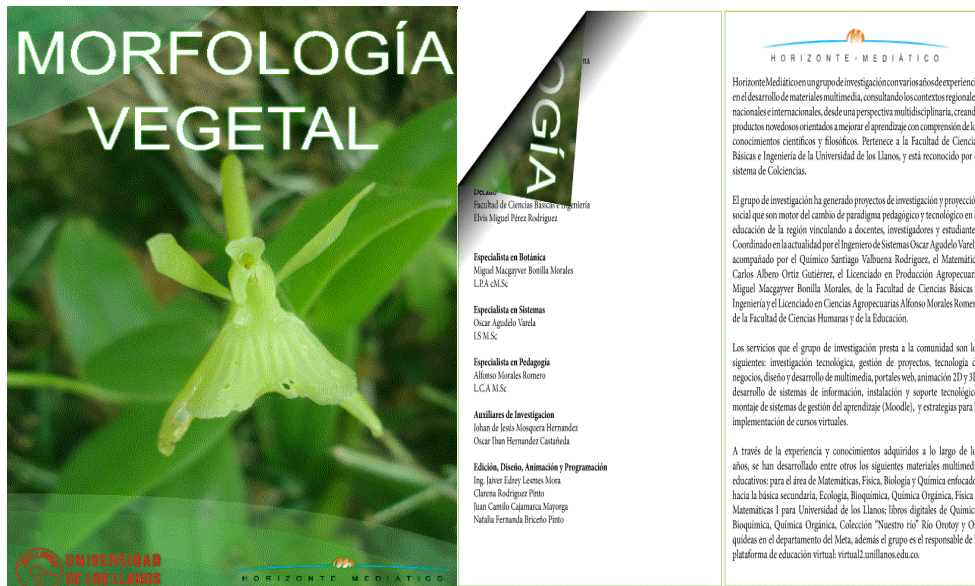 MORFOLOGÍA
VEGETAL
UNIVERSIDAD
DE LOS LLANOS
HORIZONTE MEDIÁTICO
OGÍA
Decano
Facultad de Ciencias Básicas e Ingeniería
Elvis Miguel Pérez Rodríguez
Especialista en Botánica
Miguel Macgayver Bonilla Morales
L.P.A cM.Sc
Especialista en Sistemas
Oscar Agudelo Varela
I.S M.Sc
Especialista en Pedagogía
Alfonso Morales Romero
L.C.A M.Sc
Auxiliares de Investigacion
Johan de Jesús Mosquera Hernandez
Oscar Iban Hernandez Castañeda
Edición, Diseño, Animación y Programación
Ing. Jaiver Edrey Lesmes Mora
Clarena Rodríguez Pinto
Juan Camilo Cajamarca Mayorga
Natalia Fernanda Briceño Pinto
HORIZONTE - MEDIÁTICO
Horizonte Mediático en un grupo de investigación con varios años de experienci
en el desarrollo de materiales multimedia, consultando los contextos regionale
nacionales e internacionales, desde una perspectiva multidisciplinaria, creand
productos novedosos orientados a mejorar el aprendizaje con comprensión de lo
conocimientos científicos y filosóficos. Pertenece a la Facultad de Ciencia
Básicas e Ingeniería de la Universidad de los Llanos, y está reconocido por
sistema de Colciencias.
El grupo de investigación ha generado proyectos de investigación y proyecció
social que son motor del cambio de paradigma pedagógico y tecnológico en
educación de la región vinculando a docentes, investigadores y estudiante
Coordinado en la actualidad por el Ingeniero de Sistemas Oscar Agudelo Varel
acompañado por el Químico Santiago Valbuena Rodríguez, el Matemátic
Carlos Albero Ortiz Gutiérrez, el Licenciado en Producción Agropecuari
Miguel Macgayver Bonilla Morales, de la Facultad de Ciencias Básicas
Ingeniería y el Licenciado en Ciencias Agropecuarias Alfonso Morales Romer
de la Facultad de Ciencias Humanas y de la Educación.
Los servicios que el grupo de investigación presta a la comunidad son lo
siguientes: investigación tecnológica, gestión de proyectos, tecnología d
negocios, diseño y desarrollo de multimedia, portales web, animación 2D y 3D
desarrollo de sistemas de información, instalación y soporte tecnológic
montaje de sistemas de gestión del aprendizaje (Moodle), y estrategias para
implementación de cursos virtuales.
A través de la experiencia y conocimientos adquiridos a lo largo de lo
años, se han desarrollado entre otros los siguientes materiales multimedi
educativos: para el área de Matemáticas, Física, Biología y Química enfocado
hacia la básica secundaria, Ecología, Bioquímica, Química Orgánica, Física
Matemáticas I para Universidad de los Llanos; libros digitales de Químic
Bioquímica, Química Orgánica, Colección "Nuestro río" Río Orotoy y Or
quídeas en el departamento del Meta, además el grupo es el responsable de
plataforma de educación virtual: virtual2.unillanos.edu.co.